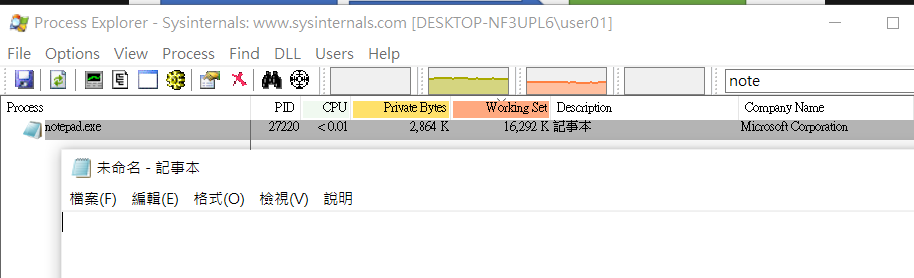 Process Explorer - Sysinternals: www.sysinternals.com [DESKTOP-NF3UPL6\user01]
File Options View Process Find DLL Users Help
note
Process PID CPU Private Bytes Working Set Description Company Name
notepad.exe 27220 < 0.01 2,864 K 16,292 K 記事本 Microsoft Corporation
未命名 - 記事本
檔案(F) 編輯(E) 格式(O) 檢視(V) 說明